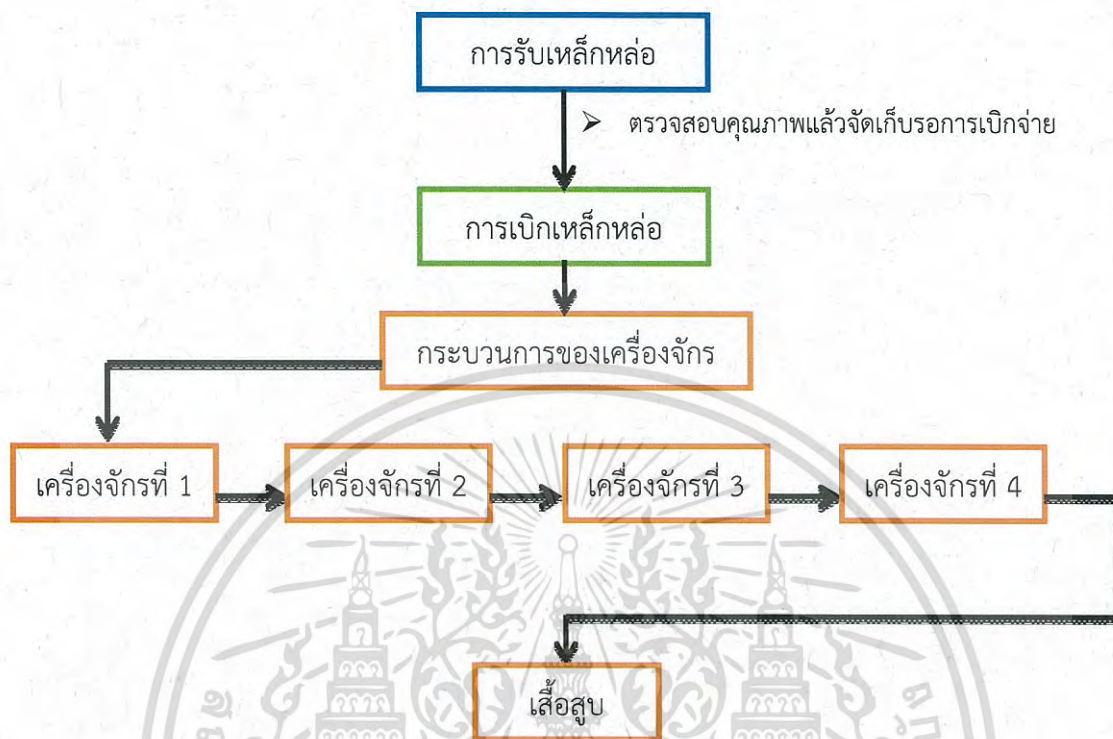 การรับเหล็กหล่อ
➢ ตรวจสอบคุณภาพแล้วจัดเก็บรอการเบิกจ่าย
การเบิกเหล็กหล่อ
กระบวนการของเครื่องจักร
เครื่องจักรที่ 1
เครื่องจักรที่ 2
เครื่องจักรที่ 3
เครื่องจักรที่ 4
เสื้อสูบ